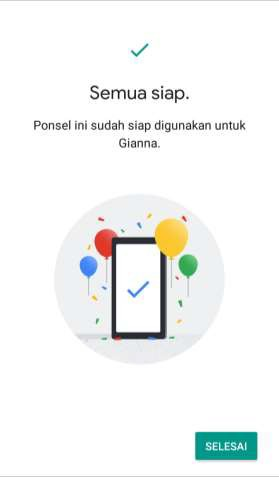 Semua siap.
Ponsel ini sudah siap digunakan untuk
Gianna.
SELESAI